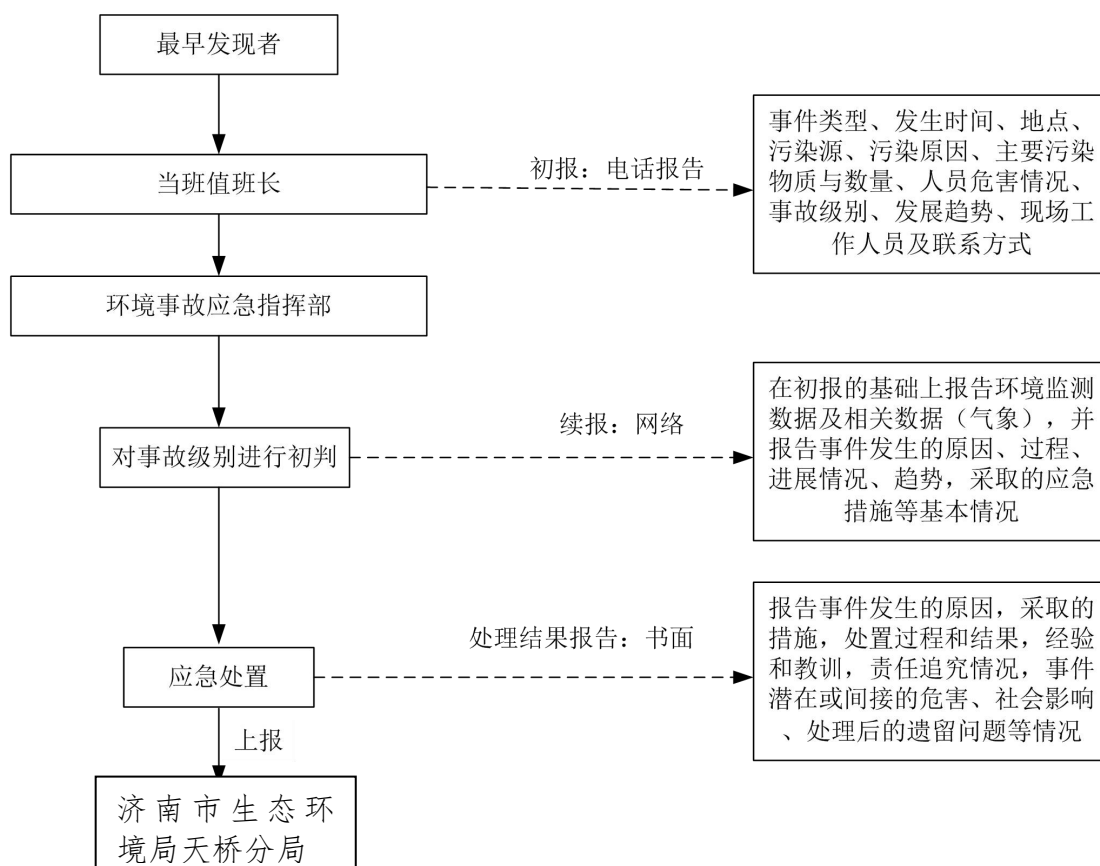 最早发现者
当班值班长
初报：电话报告
事件类型、发生时间、地点、
污染源、污染原因、主要污染
物质与数量、人员危害情况、
事故级别、发展趋势、现场工
作人员及联系方式
环境事故应急指挥部
对事故级别进行初判
续报：网络
在初报的基础上报告环境监测
数据及相关数据（气象），并
报告事件发生的原因、过程、
进展情况、趋势，采取的应急
措施等基本情况
应急处置
处理结果报告：书面
报告事件发生的原因，采取的
措施，处置过程和结果，经验
和教训，责任追究情况，事件
潜在或间接的危害、社会影响
、处理后的遗留问题等情况
上报
济南市生态环
境局天桥分局